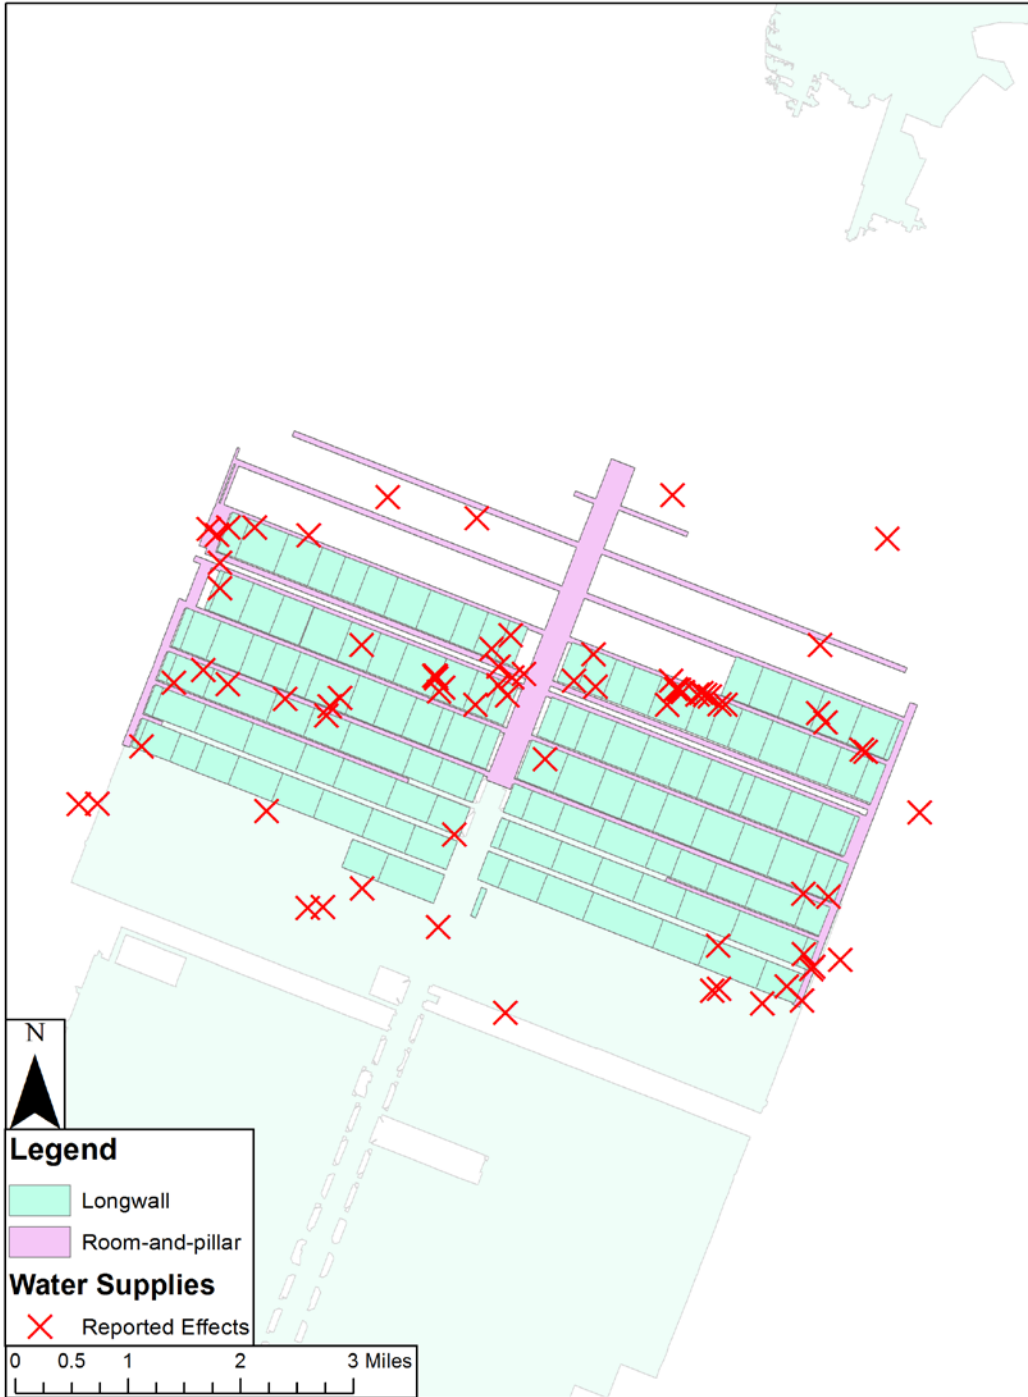 N
Legend
Longwall
Room-and-pillar
Water Supplies
Reported Effects
0 0.5 1 2 3 Miles